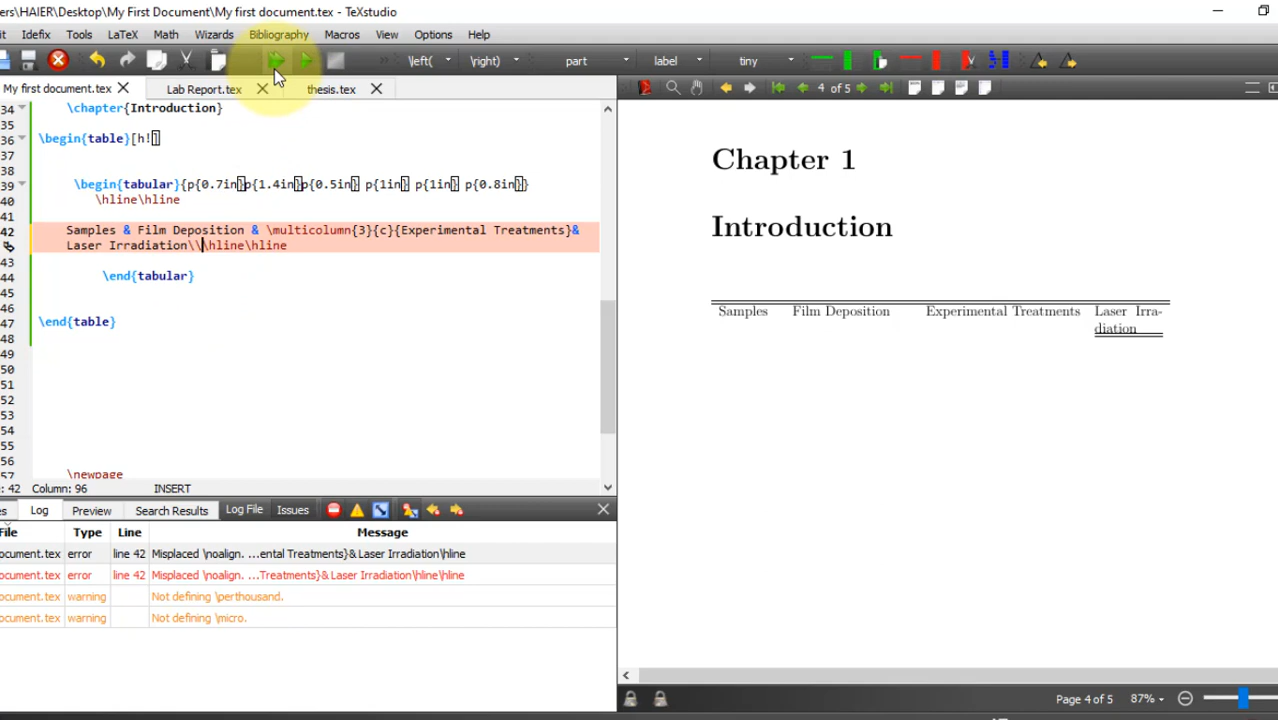 ers\HAIER\Desktop\My First Document\My first document.tex - TeXstudio
it Idefix Tools LaTeX Math Wizards Bibliography Macros View Options Help
\left( \right) part label tiny
My first document.tex Lab Report.tex thesis.tex
4 of 5
34 \chapter{Introduction}
35
36 \begin{table}[h!]
37
38
39 \begin{tabular}{p{0.7in}p{1.4in}p{0.5in} p{1in} p{1in} p{0.8in}}
40 \hline\hline
41
42 Samples & Film Deposition & \multicolumn{3}{c}{Experimental Treatments}&
Laser Irradiation\\\hline\hline
43
44 \end{tabular}
45
46
47 \end{table}
48
49
50
51
52
53
54
55
56
57 \newpage
: 42 Column: 96 INSERT
es Log Preview Search Results Log File Issues
File Type Line Message
ocument.tex error line 42 Misplaced \noalign. ...ental Treatments}& Laser Irradiation\hline
ocument.tex error line 42 Misplaced \noalign. ...Treatments}& Laser Irradiation\hline\hline
ocument.tex warning Not defining \perthousand.
ocument.tex warning Not defining \micro.
Chapter 1
Introduction
Samples Film Deposition Experimental Treatments Laser Irra-
diation
Page 4 of 5 87%